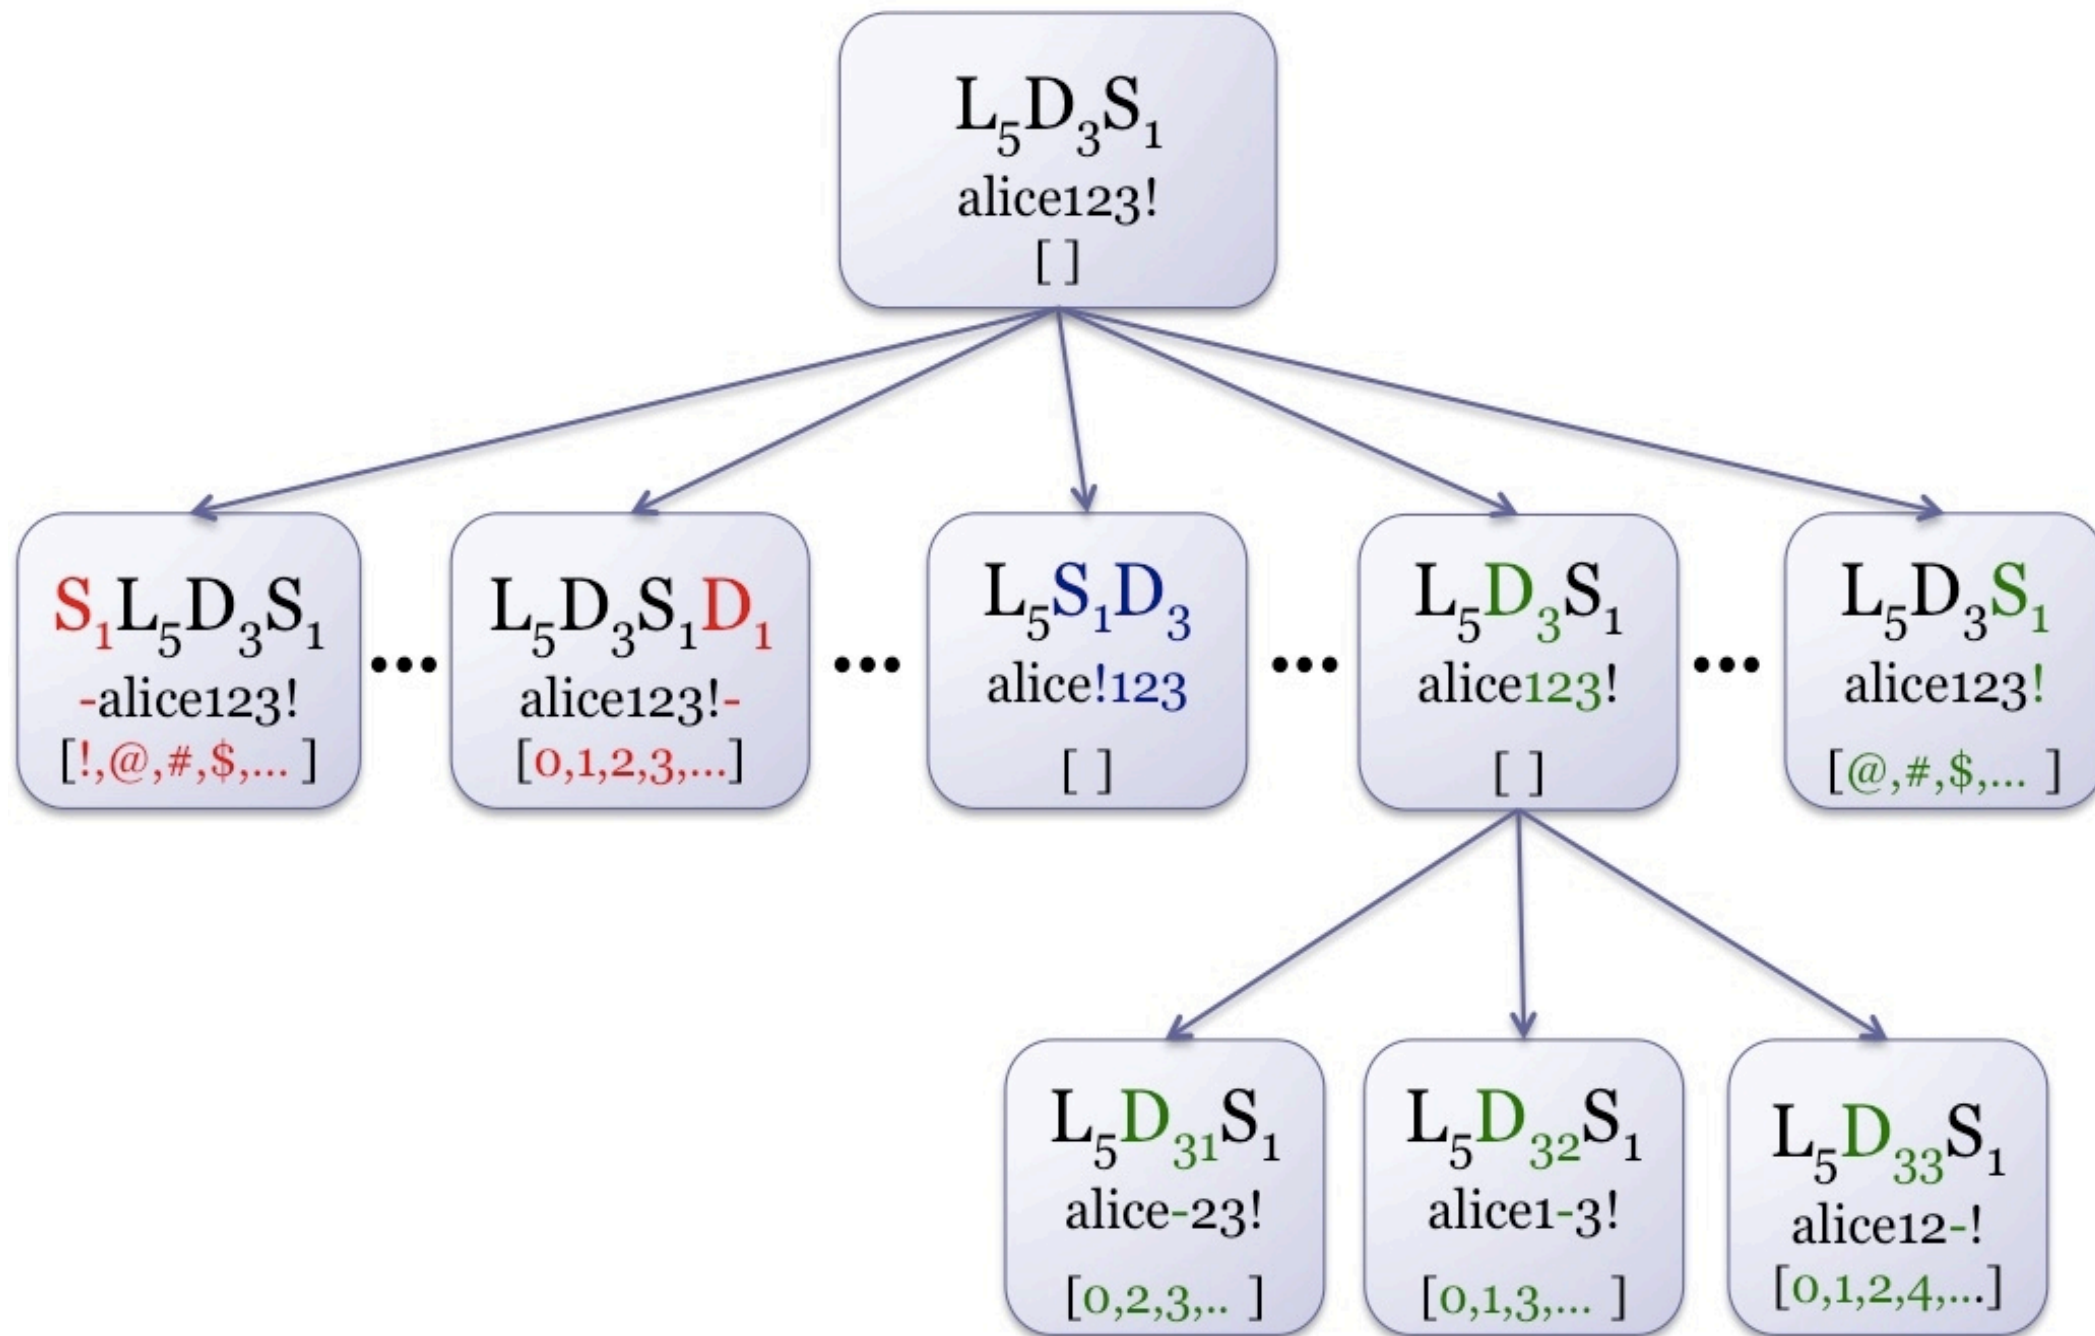 L₅D₃S₁
alice123!
[ ]
S₁L₅D₃S₁
-alice123!
[!,@,#,$,... ]
•••
L₅D₃S₁D₁
alice123!-
[0,1,2,3,...]
•••
L₅S₁D₃
alice!123
[ ]
•••
L₅D₃S₁
alice123!
[ ]
•••
L₅D₃S₁
alice123!
[@,#,$,... ]
L₅D₃₁S₁
alice-23!
[0,2,3,.. ]
L₅D₃₂S₁
alice1-3!
[0,1,3,... ]
L₅D₃₃S₁
alice12-!
[0,1,2,4,...]